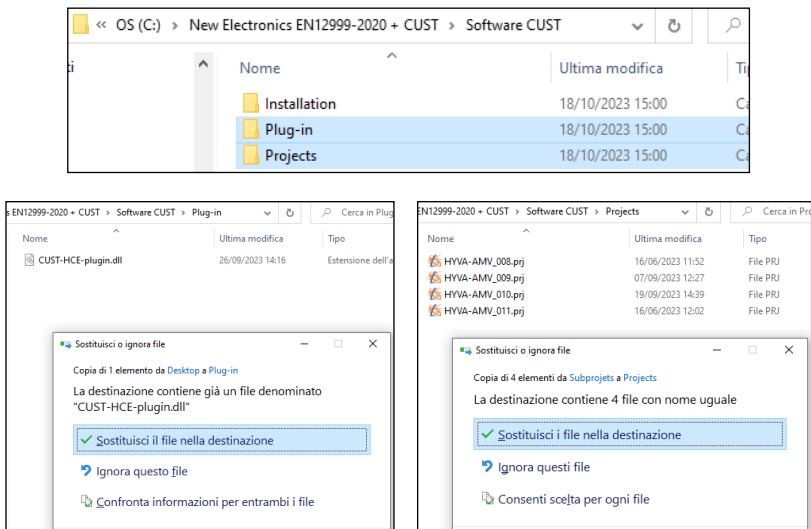 « OS (C:) › New Electronics EN12999-2020 + CUST › Software CUST
Nome Ultima modifica
Installation 18/10/2023 15:00
Plug-in 18/10/2023 15:00
Projects 18/10/2023 15:00
EN12999-2020 + CUST › Software CUST › Plug-in Cerca in Plug
Nome Ultima modifica Tipo
CUST-HCE-plugin.dll 26/09/2023 14:16 Estensione dell'a
Sostituisci o ignora file
Copia di 1 elemento da Desktop a Plug-in
La destinazione contiene già un file denominato
"CUST-HCE-plugin.dll"
Sostituisci il file nella destinazione
Ignora questo file
Confronta informazioni per entrambi i file
EN12999-2020 + CUST › Software CUST › Projects Cerca in Pro
Nome Ultima modifica Tipo
HYVA-AMV_008.prj 16/06/2023 11:52 File PRJ
HYVA-AMV_009.prj 07/09/2023 12:27 File PRJ
HYVA-AMV_010.prj 19/09/2023 14:39 File PRJ
HYVA-AMV_011.prj 16/06/2023 12:02 File PRJ
Sostituisci o ignora file
Copia di 4 elementi da Subprojets a Projects
La destinazione contiene 4 file con nome uguale
Sostituisci i file nella destinazione
Ignora questi file
Consenti scelta per ogni file